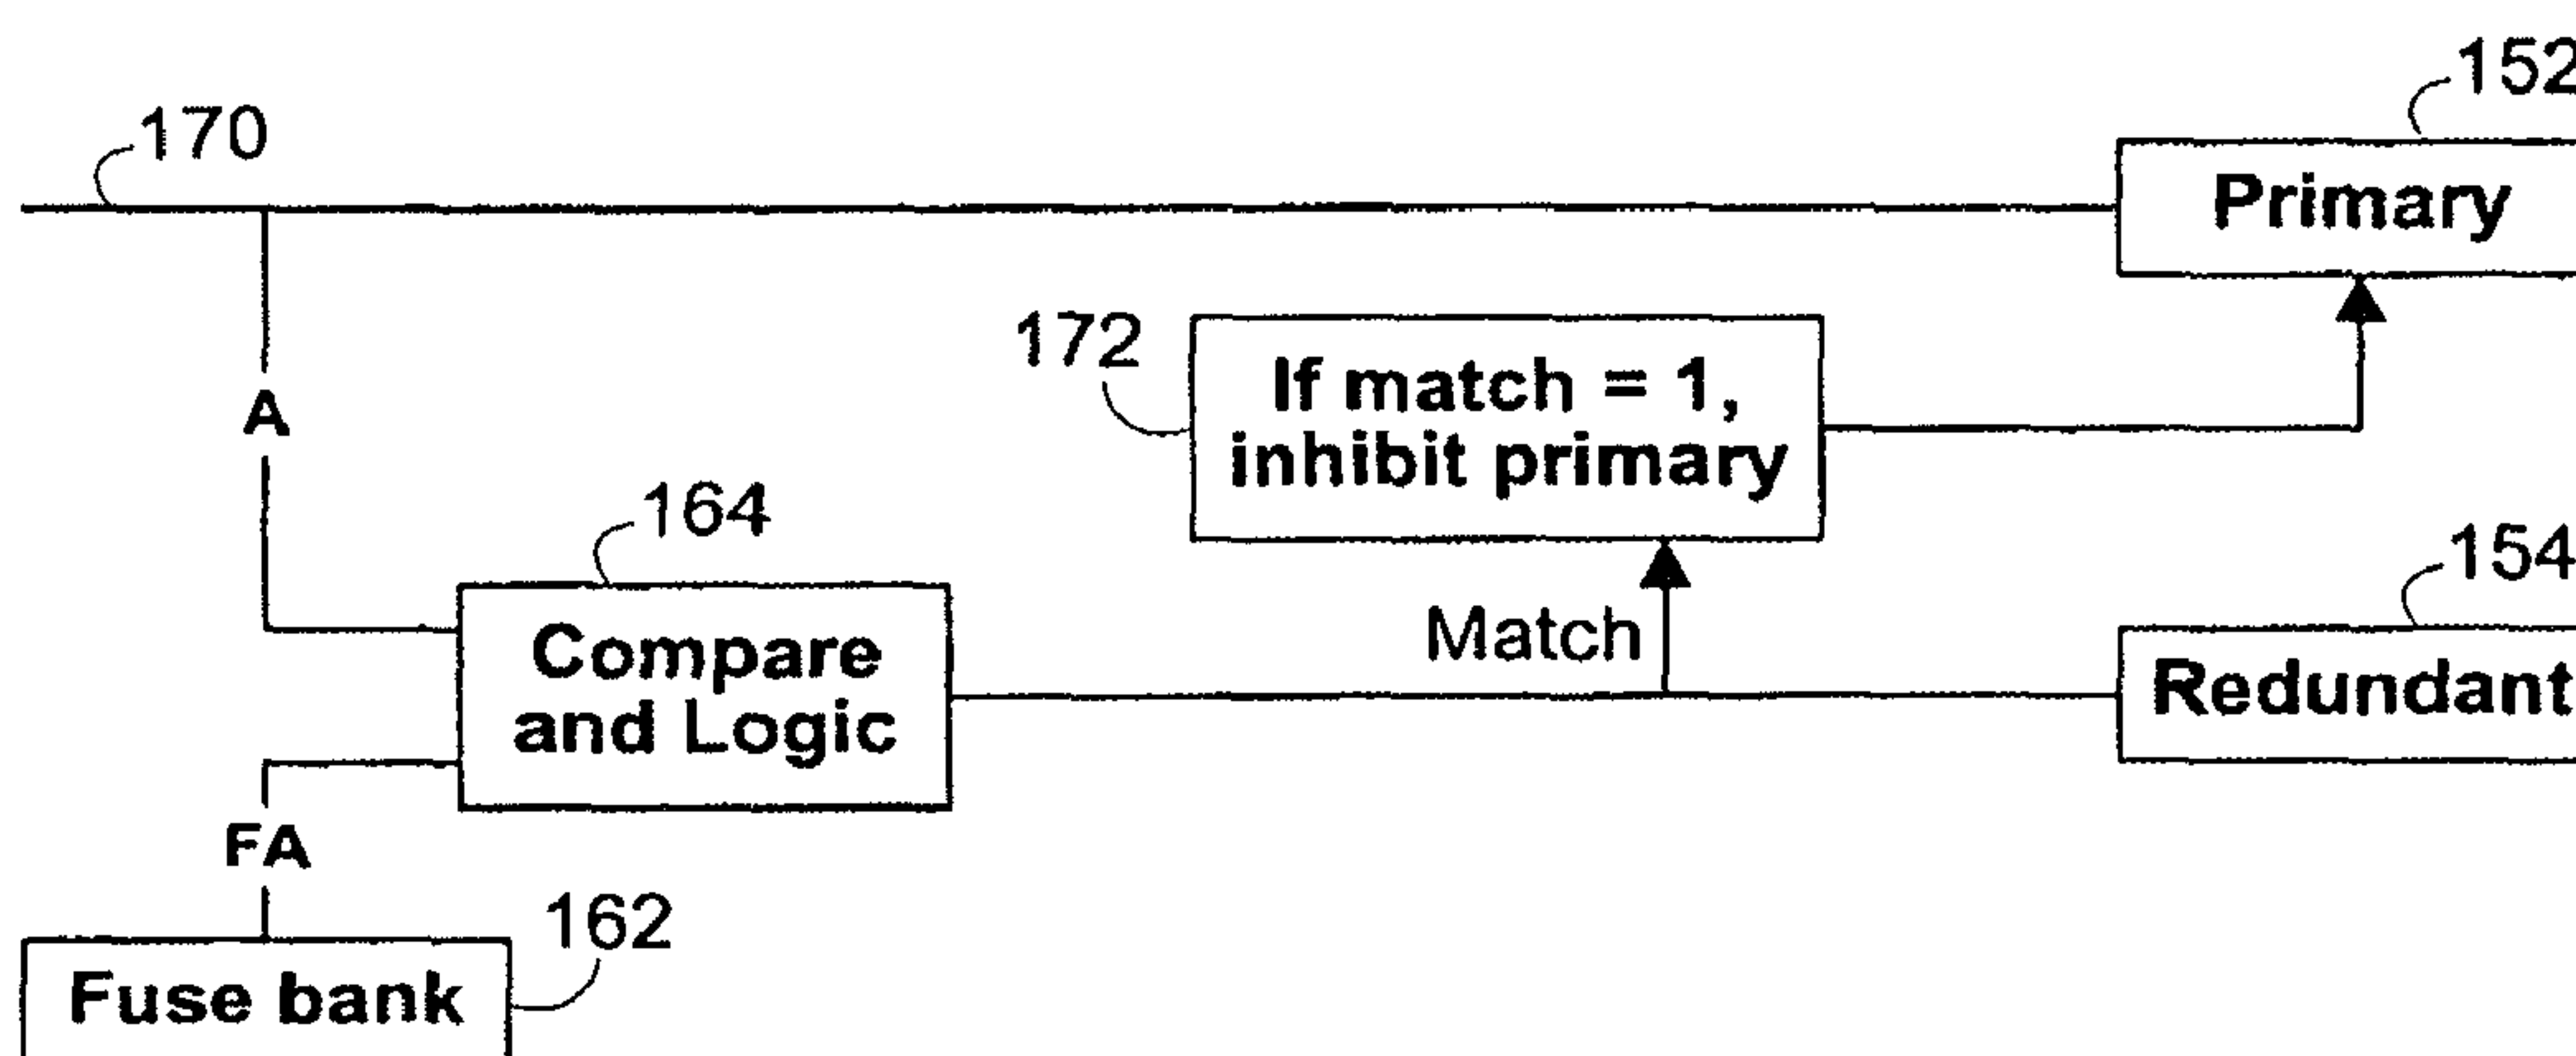 152
170
Primary
172
If match = 1,
inhibit primary
A
164
154
Compare
and Logic
Match
Redundant
FA
162
Fuse bank